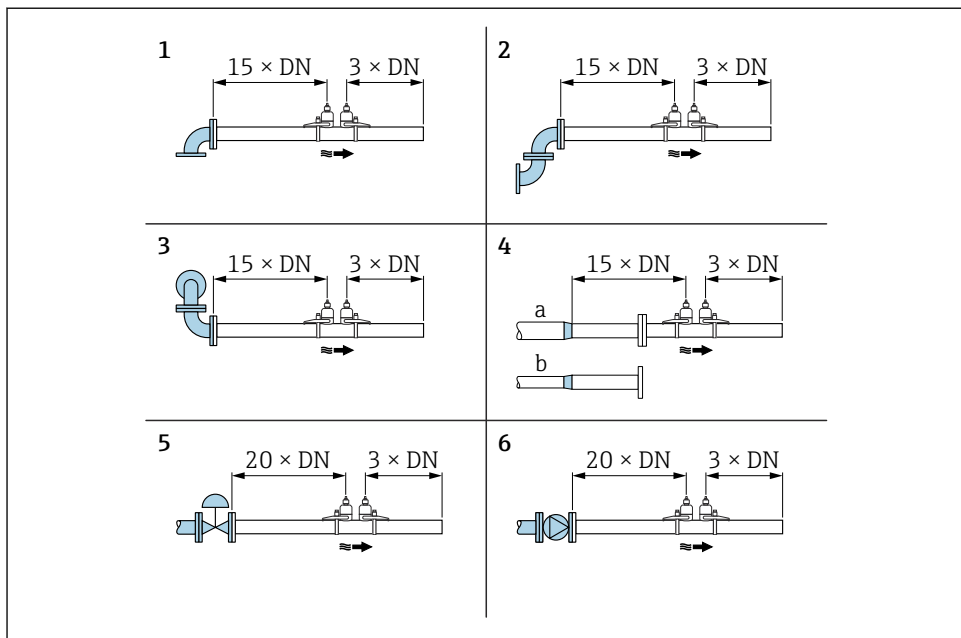 1
15 × DN
3 × DN
2
15 × DN
3 × DN
3
15 × DN
3 × DN
4
15 × DN
3 × DN
a
b
5
20 × DN
3 × DN
6
20 × DN
3 × DN